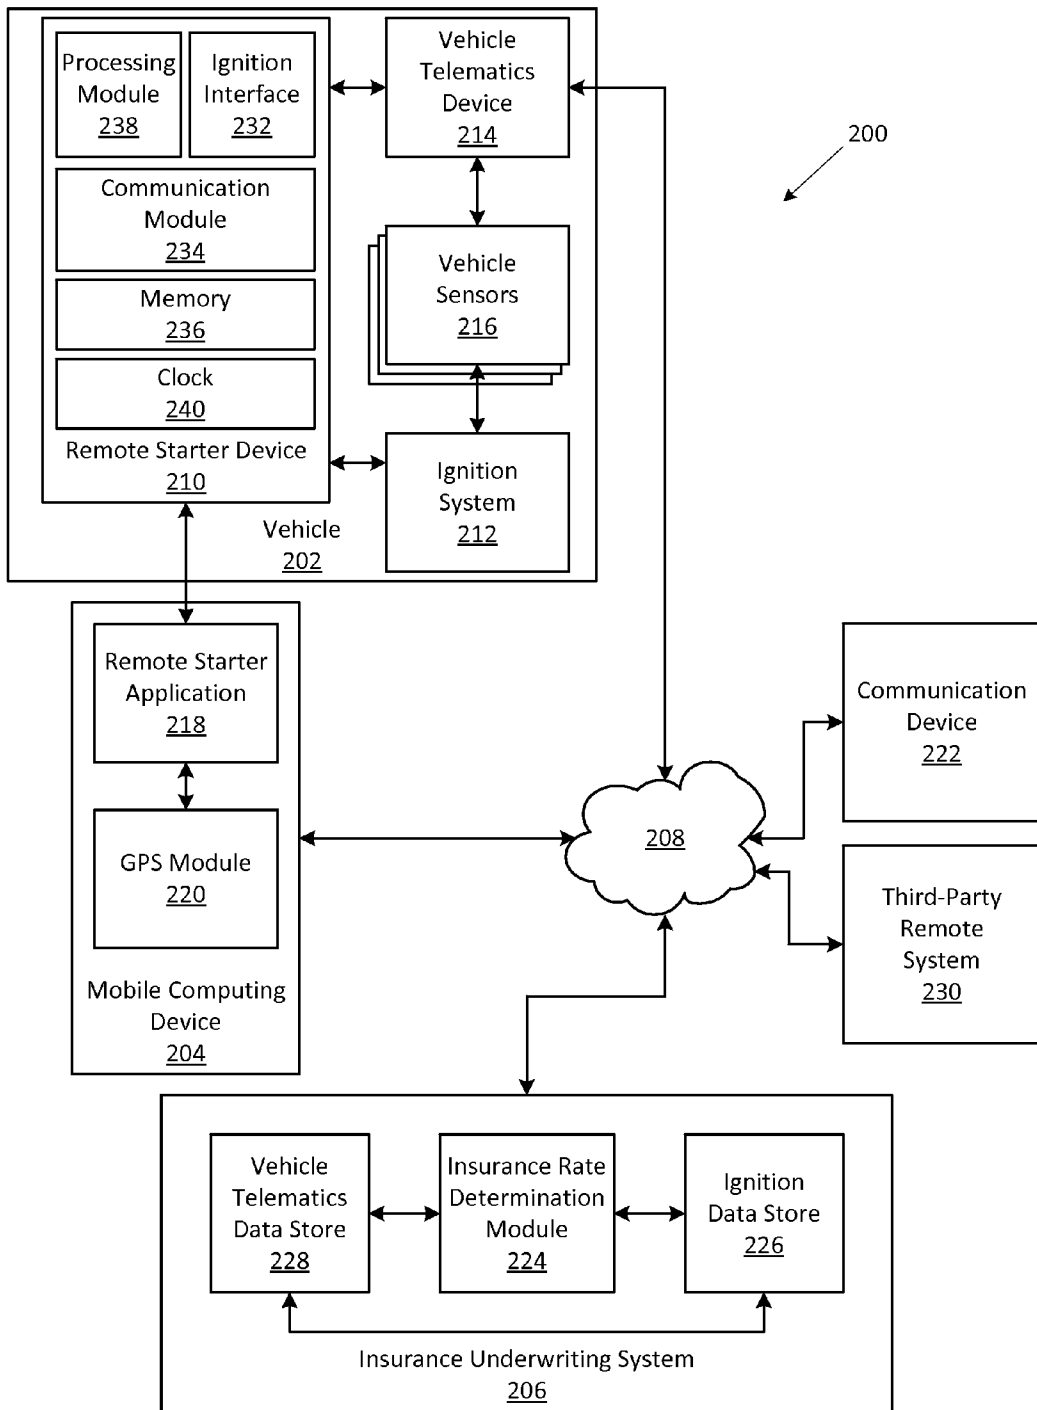 Processing
Module
238
Ignition
Interface
232
Communication
Module
234
Memory
236
Clock
240
Remote Starter Device
210
Vehicle
Telematics
Device
214
Vehicle
Sensors
216
Ignition
System
212
Vehicle
202
200
Remote Starter
Application
218
GPS Module
220
Mobile Computing
Device
204
208
Communication
Device
222
Third-Party
Remote
System
230
Vehicle
Telematics
Data Store
228
Insurance Rate
Determination
Module
224
Ignition
Data Store
226
Insurance Underwriting System
206